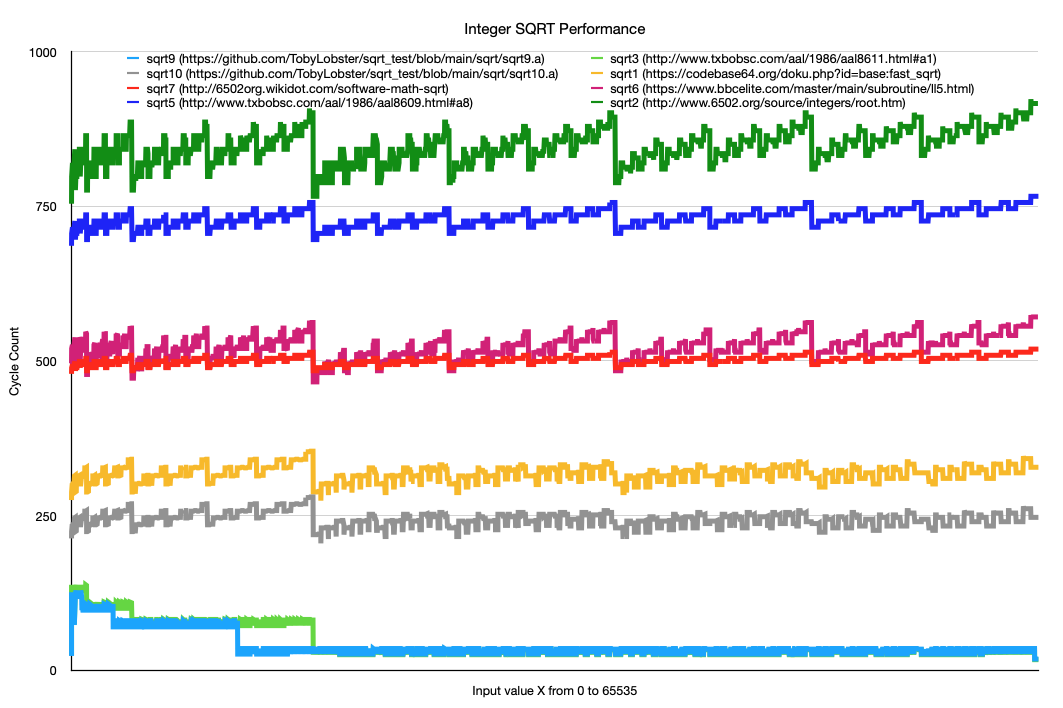 Integer SQRT Performance
1000
sqrt9 (https://github.com/TobyLobster/sqrt_test/blob/main/sqrt/sqrt9.a)
sqrt3 (http://www.txbobsc.com/aal/1986/aal8611.html#a1)
sqrt10 (https://github.com/TobyLobster/sqrt_test/blob/main/sqrt/sqrt10.a)
sqrt1 (https://codebase64.org/doku.php?id=base:fast_sqrt)
sqrt7 (http://6502org.wikidot.com/software-math-sqrt)
sqrt6 (https://www.bbcelite.com/master/main/subroutine/ll5.html)
sqrt5 (http://www.txbobsc.com/aal/1986/aal8609.html#a8)
sqrt2 (http://www.6502.org/source/integers/root.htm)
750
500
Cycle Count
250
0
Input value X from 0 to 65535